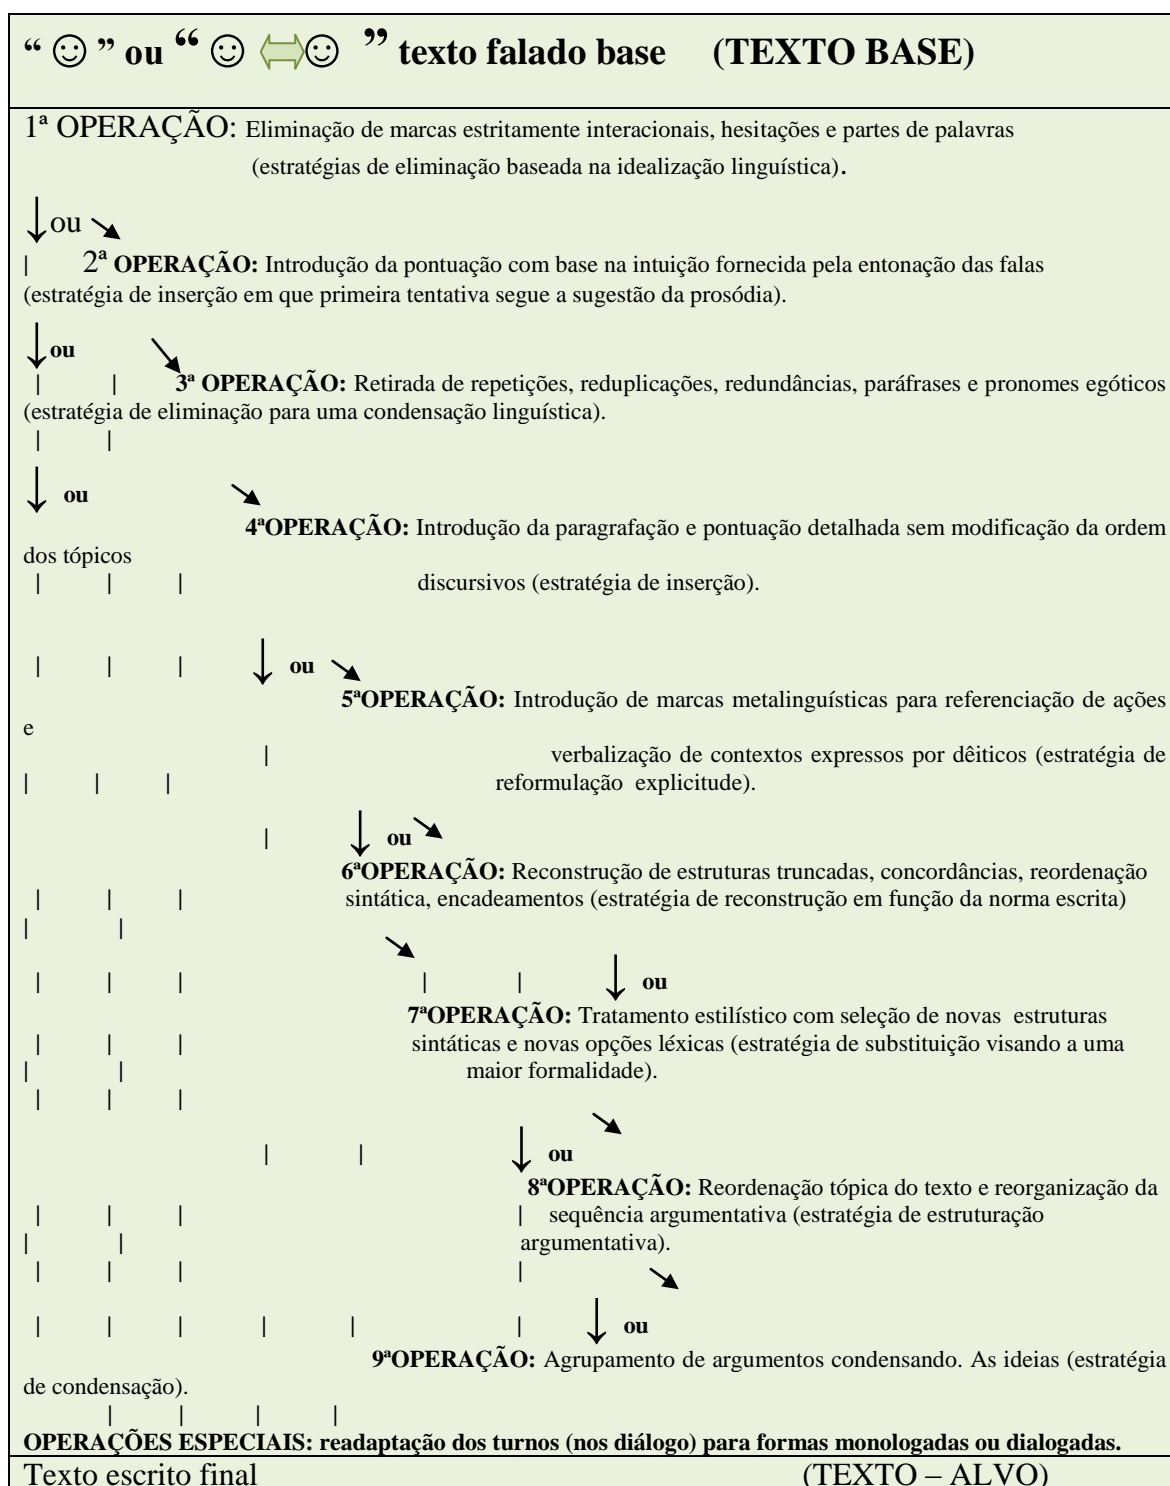 “ ☺ ” ou “ ☺ ⇔ ☺ ” texto falado base (TEXTO BASE)
1ª OPERAÇÃO: Eliminação de marcas estritamente interacionais, hesitações e partes de palavras
(estratégias de eliminação baseada na idealização linguística).
ou
2ª OPERAÇÃO: Introdução da pontuação com base na intuição fornecida pela entonação das falas
(estratégia de inserção em que primeira tentativa segue a sugestão da prosódia).
ou
3ª OPERAÇÃO: Retirada de repetições, reduplicações, redundâncias, paráfrases e pronomes egóticos
(estratégia de eliminação para uma condensação linguística).
ou
4ªOPERAÇÃO: Introdução da paragrafação e pontuação detalhada sem modificação da ordem
dos tópicos
discursivos (estratégia de inserção).
ou
5ªOPERAÇÃO: Introdução de marcas metalinguísticas para referenciação de ações
e
verbalização de contextos expressos por dêiticos (estratégia de
reformulação explicitude).
ou
6ªOPERAÇÃO: Reconstrução de estruturas truncadas, concordâncias, reordenação
sintática, encadeamentos (estratégia de reconstrução em função da norma escrita)
ou
7ªOPERAÇÃO: Tratamento estilístico com seleção de novas estruturas
sintáticas e novas opções léxicas (estratégia de substituição visando a uma
maior formalidade).
ou
8ªOPERAÇÃO: Reordenação tópica do texto e reorganização da
sequência argumentativa (estratégia de estruturação
argumentativa).
ou
9ªOPERAÇÃO: Agrupamento de argumentos condensando. As ideias (estratégia
de condensação).
OPERAÇÕES ESPECIAIS: readaptação dos turnos (nos diálogo) para formas monologadas ou dialogadas.
Texto escrito final (TEXTO – ALVO)